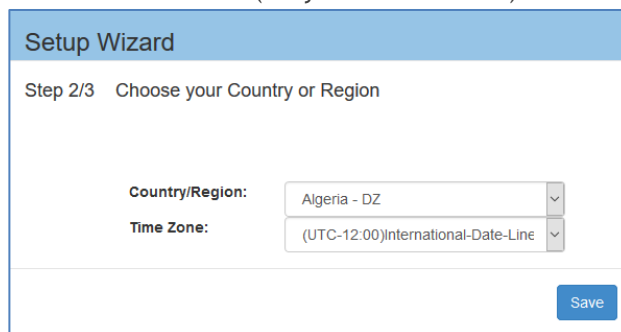 Setup Wizard
Step 2/3 Choose your Country or Region
Country/Region: Algeria - DZ
Time Zone: (UTC-12:00)International-Date-Line
Save